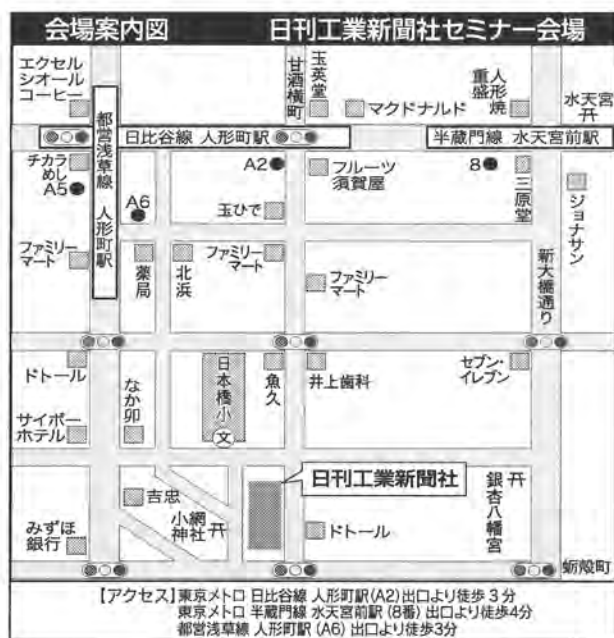 会場案内図 日刊工業新聞社セミナー会場
エクセル
シオール
コーヒー
都営浅草線 人形町駅
甘酒横町
玉英堂
マクドナルド
重盛
人形焼
水天宮
日比谷線 人形町駅
半蔵門線 水天宮前駅
チカラ
めし
A5
A6
A2
フルーツ
須賀屋
8
三原堂
ジョナサン
玉ひで
ファミリー
マート
薬局
北浜
ファミリー
マート
ファミリー
マート
新大橋通り
ドトール
なか卯
日本橋小
文
魚久
井上歯科
セブン・
イレブン
サイボー
ホテル
日刊工業新聞社
吉忠
小網
神社
みずほ
銀行
ドトール
銀杏八幡宮
蛎殻町
【アクセス】東京メトロ 日比谷線 人形町駅(A2)出口より徒歩3分
東京メトロ 半蔵門線 水天宮前駅(8番)出口より徒歩4分
都営浅草線 人形町駅(A6)出口より徒歩3分